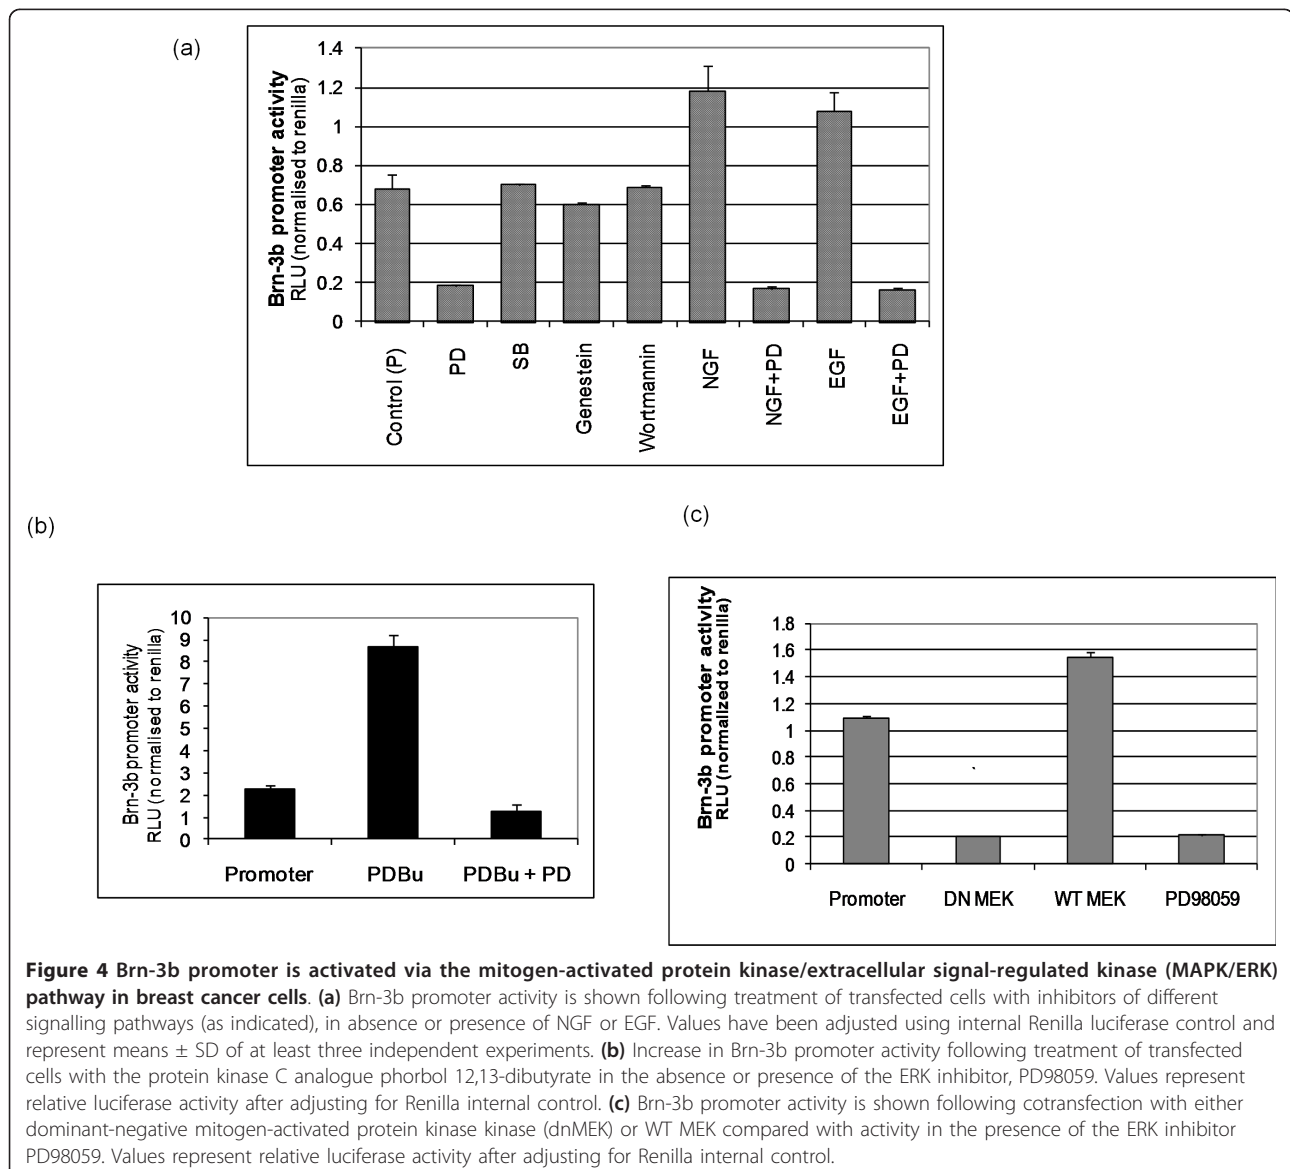 (a)
Brn-3b promoter activity
RLU (normalised to renilla)
1.4
1.2
1
0.8
0.6
0.4
0.2
0
Control (P)
PD
SB
Genestein
Wortmannin
NGF
NGF+PD
EGF
EGF+PD
(b)
Brn-3b promoter activity
RLU (normalised to renilla)
10
9
8
7
6
5
4
3
2
1
0
Promoter
PDBu
PDBu + PD
(c)
Brn-3b promoter activity
RLU (normalized to renilla)
1.8
1.6
1.4
1.2
1
0.8
0.6
0.4
0.2
0
Promoter
DN MEK
WT MEK
PD98059
Figure 4 Brn-3b promoter is activated via the mitogen-activated protein kinase/extracellular signal-regulated kinase (MAPK/ERK)
pathway in breast cancer cells. (a) Brn-3b promoter activity is shown following treatment of transfected cells with inhibitors of different
signalling pathways (as indicated), in absence or presence of NGF or EGF. Values have been adjusted using internal Renilla luciferase control and
represent means ± SD of at least three independent experiments. (b) Increase in Brn-3b promoter activity following treatment of transfected
cells with the protein kinase C analogue phorbol 12,13-dibutyrate in the absence or presence of the ERK inhibitor, PD98059. Values represent
relative luciferase activity after adjusting for Renilla internal control. (c) Brn-3b promoter activity is shown following cotransfection with either
dominant-negative mitogen-activated protein kinase kinase (dnMEK) or WT MEK compared with activity in the presence of the ERK inhibitor
PD98059. Values represent relative luciferase activity after adjusting for Renilla internal control.